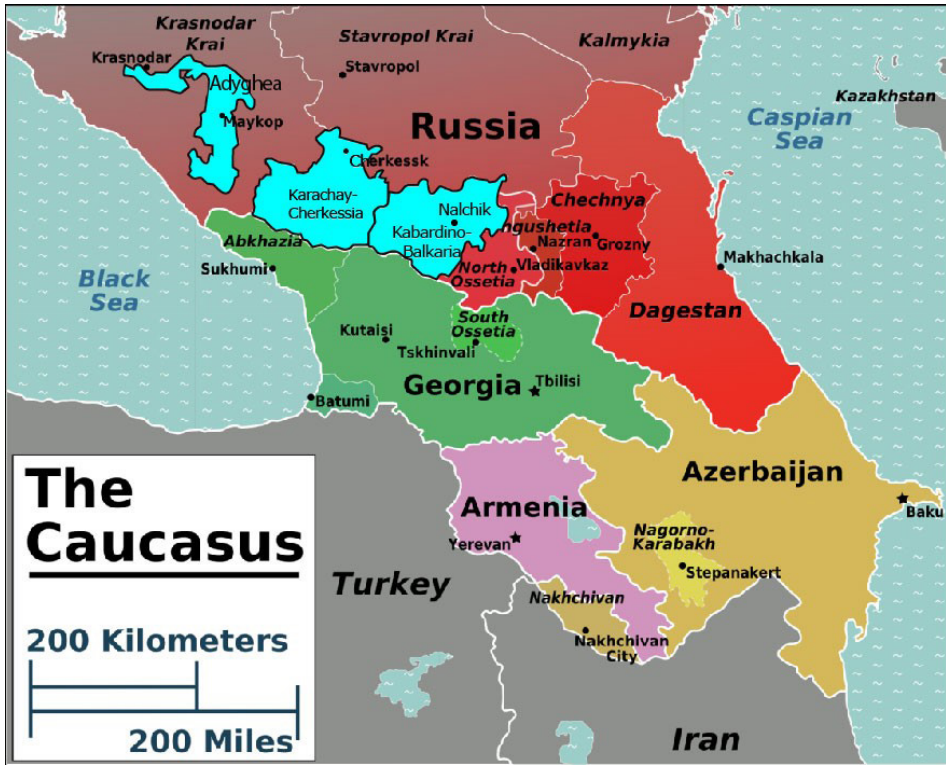 Krasnodar
Krai
Stavropol Krai
Kalmykia
Krasnodar
Adyghea
Stavropol
Kazakhstan
Maykop
Russia
Caspian
Sea
Cherkessk
Karachay-
Cherkessia
Nalchik
Kabardino-
Balkaria
Chechnya
ngushetia
Nazran
Grozny
Abkhazia
Sukhumi
North
Ossetia
Vladikavkaz
Makhachkala
Black
Sea
Dagestan
South
Ossetia
Kutaisi
Tskhinvali
Georgia
Tbilisi
Batumi
Azerbaijan
Armenia
Baku
Nagorno-
Karabakh
Yerevan
Stepanakert
Turkey
Nakhchivan
Nakhchivan
City
Iran
The
Caucasus
200 Kilometers
200 Miles